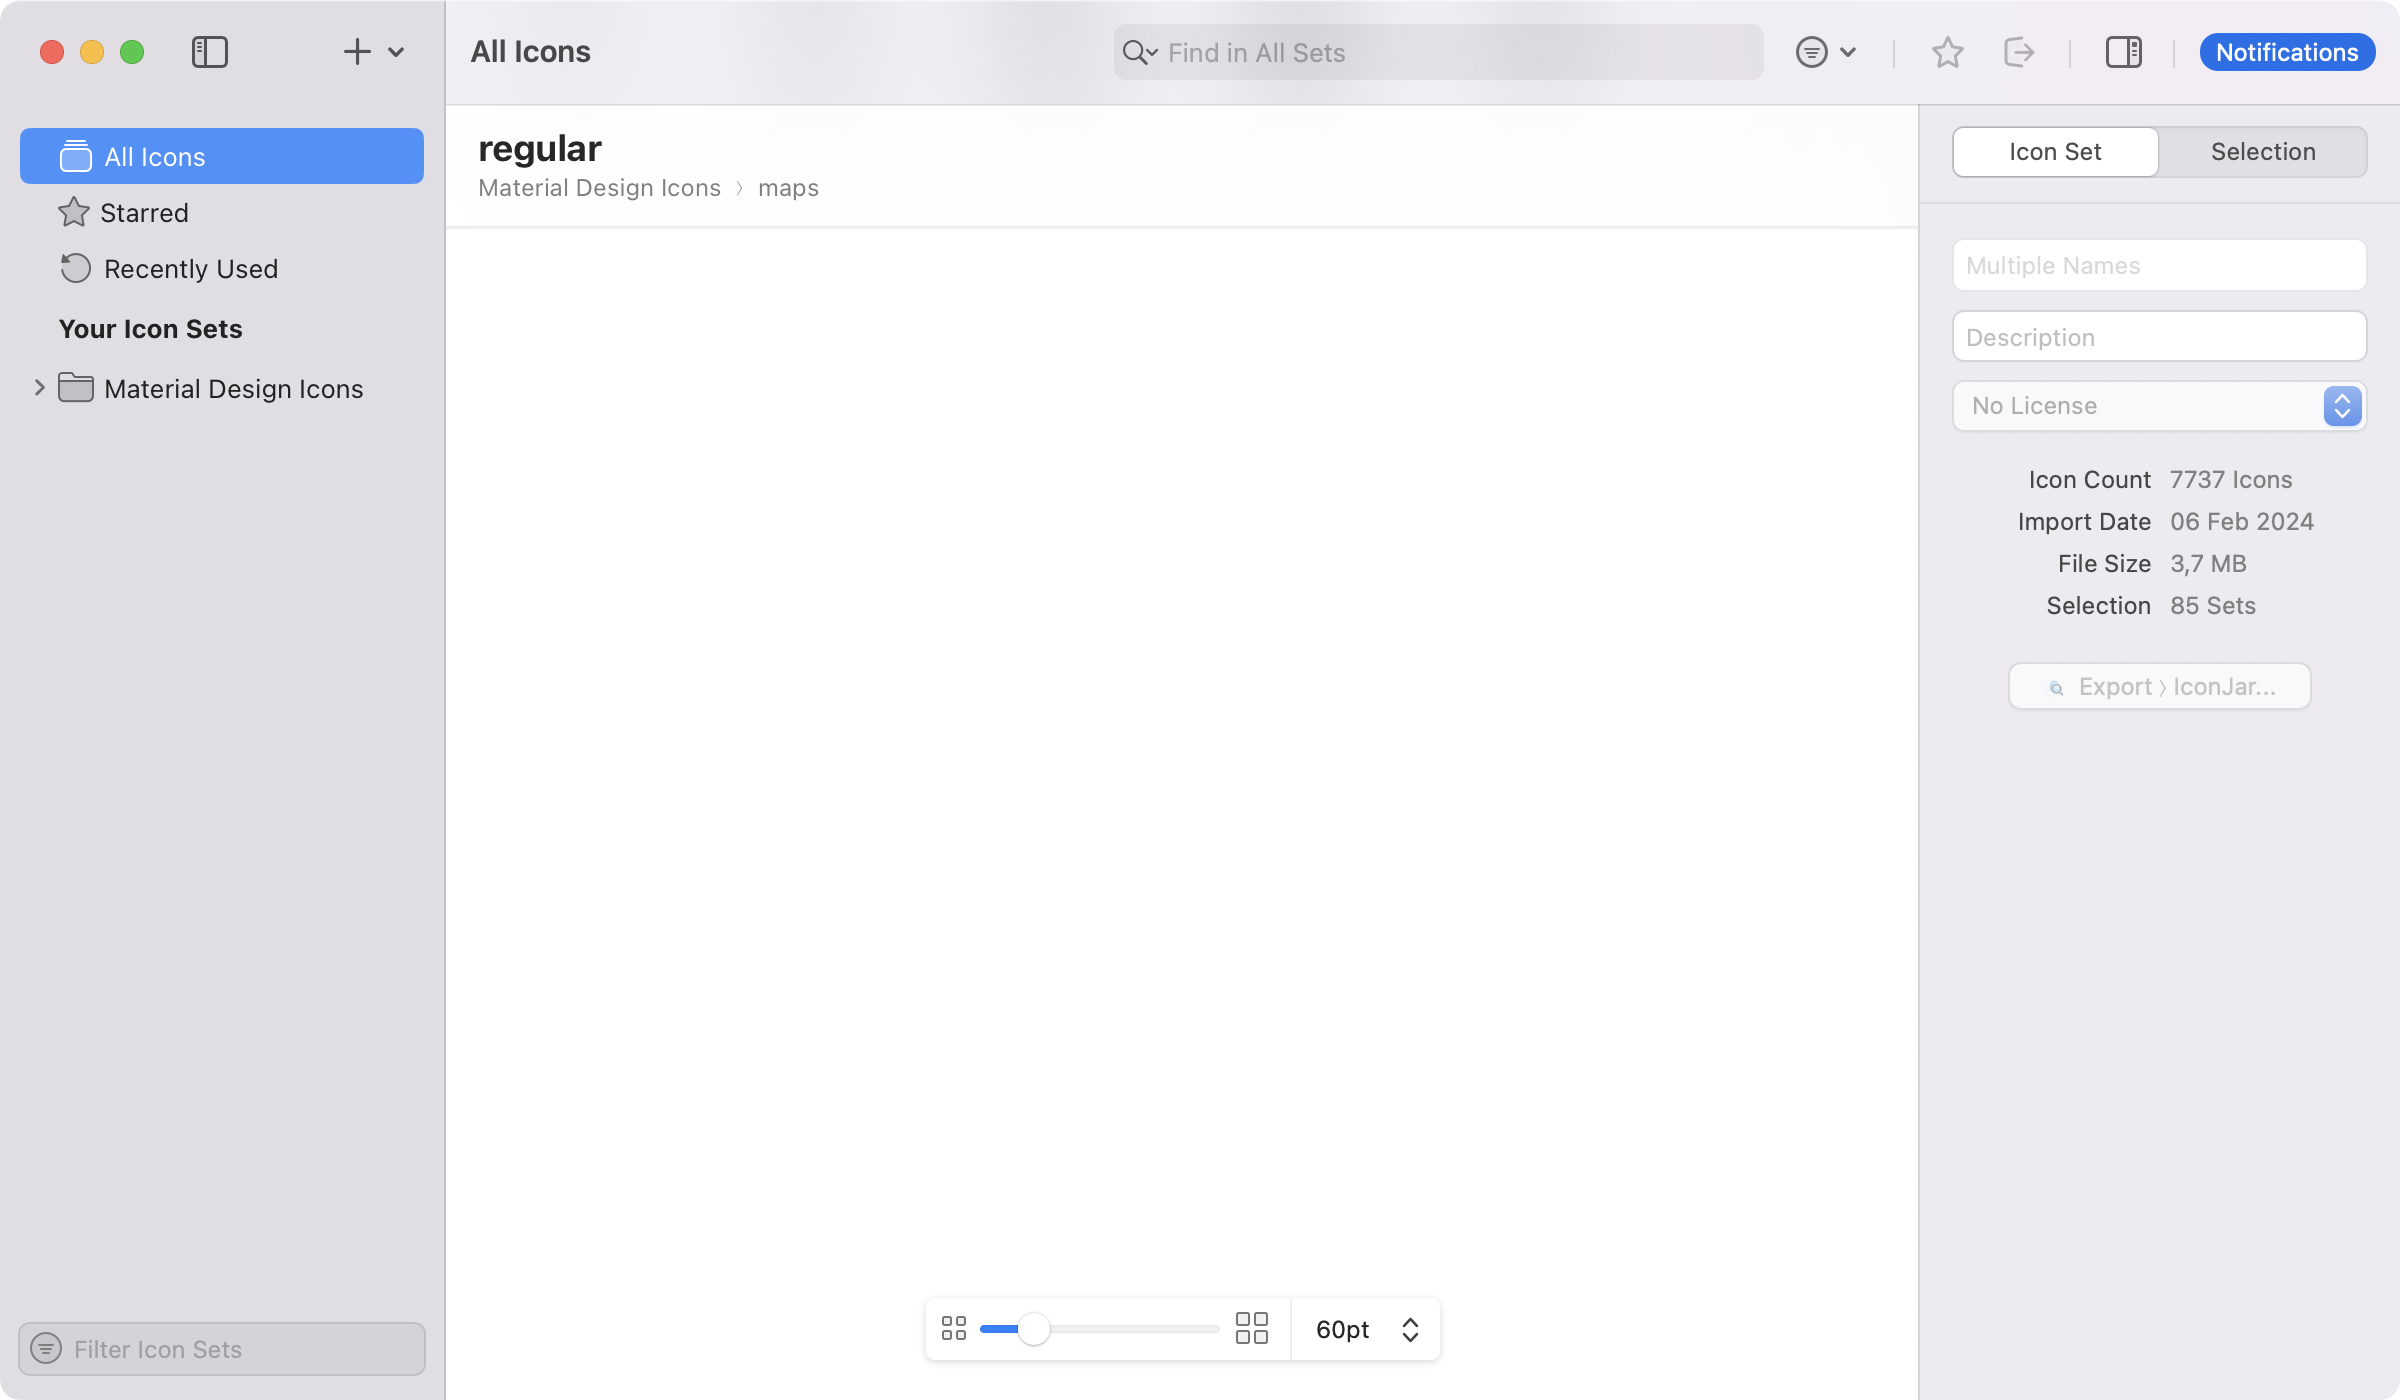 All Icons
Find in All Sets
Notifications
All Icons
Starred
Recently Used
Your Icon Sets
Material Design Icons
Filter Icon Sets
regular
Material Design Icons 〉 maps
60pt
Icon Set
Selection
Multiple Names
Description
No License
Icon Count 7737 Icons
Import Date 06 Feb 2024
File Size 3,7 MB
Selection 85 Sets
Export 〉IconJar...